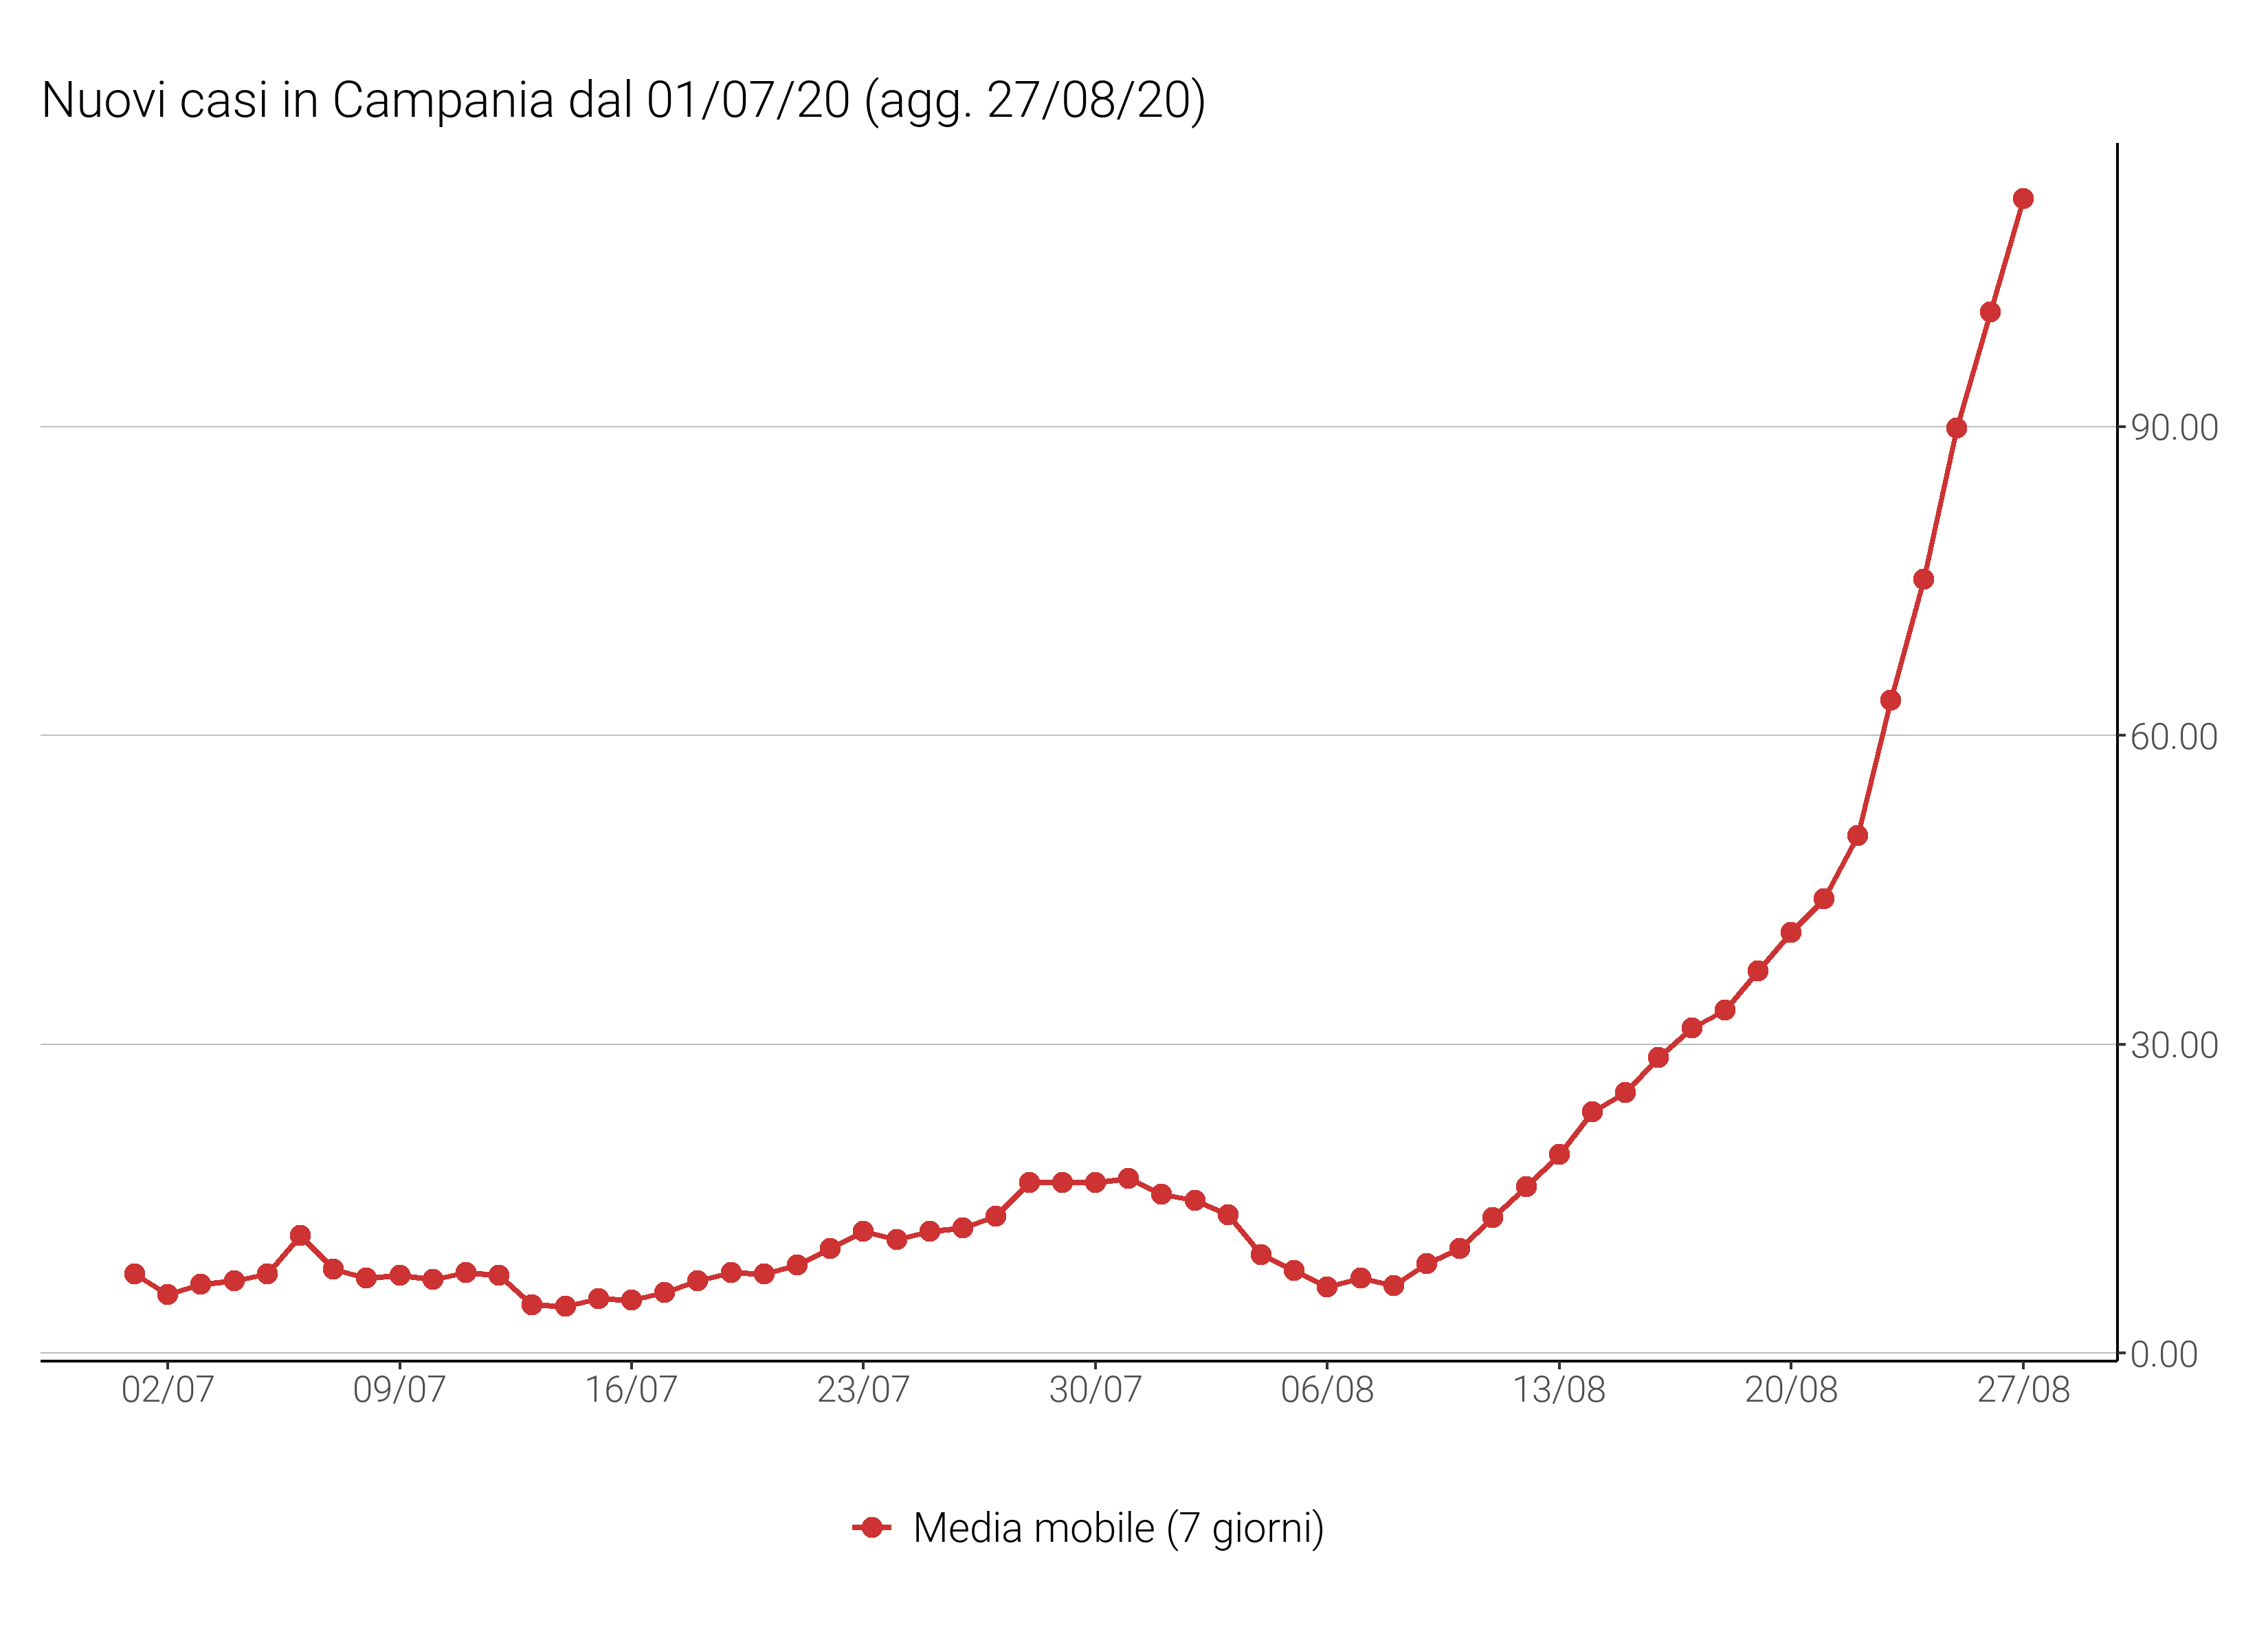 Nuovi casi in Campania dal 01/07/20 (agg. 27/08/20)
90.00
60.00
30.00
0.00
02/07 09/07 16/07 23/07 30/07 06/08 13/08 20/08 27/08
Media mobile (7 giorni)